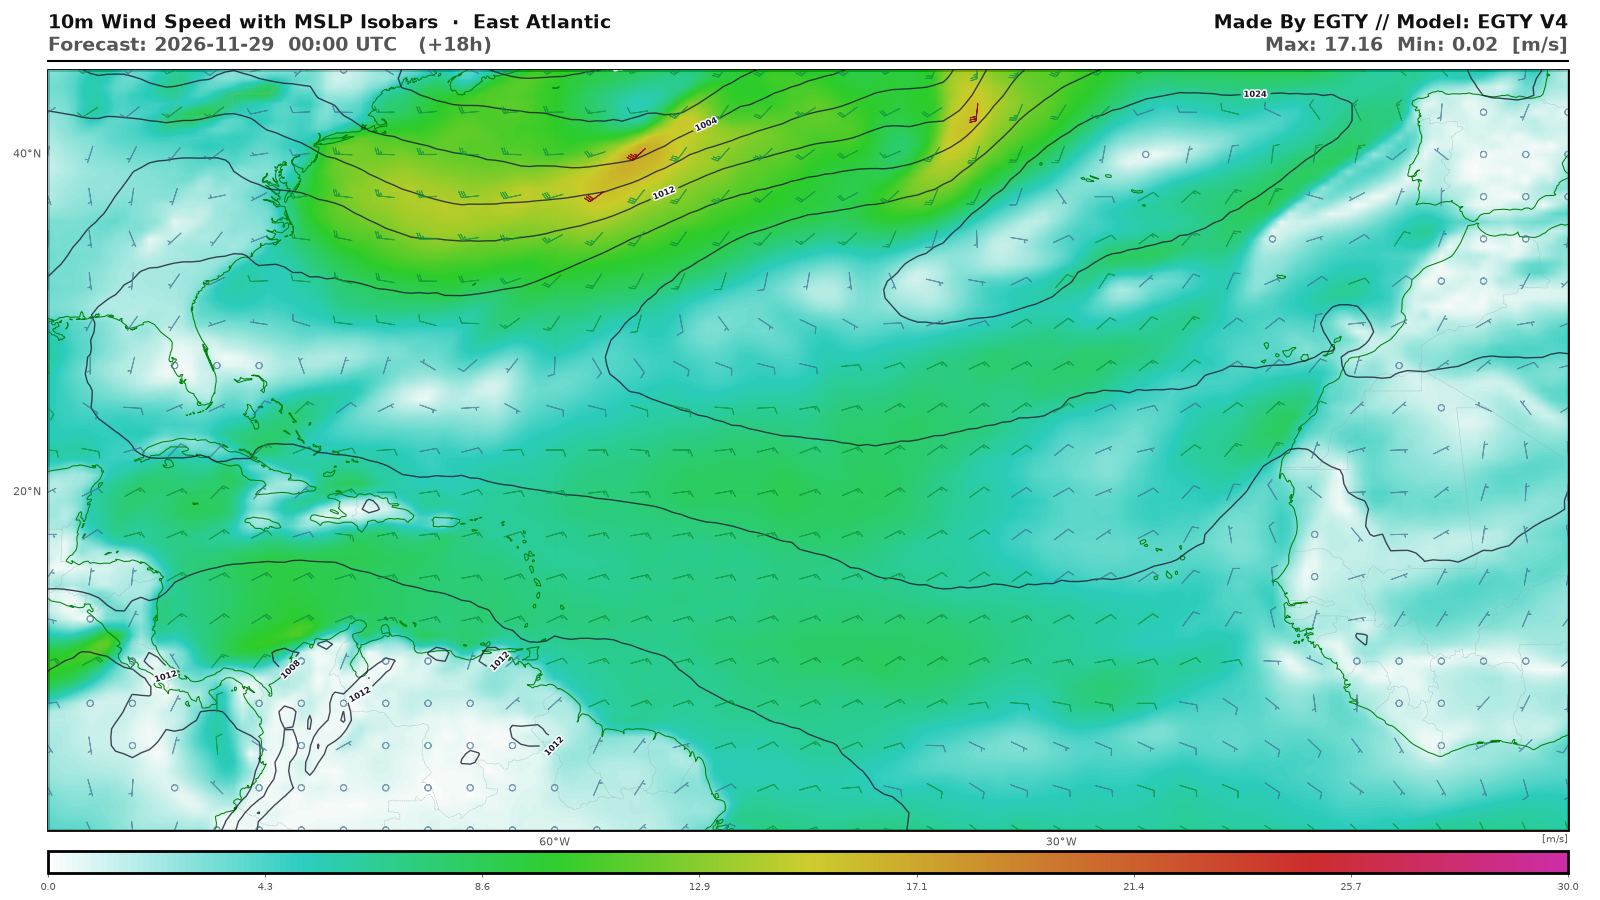 10m Wind Speed with MSLP Isobars · East Atlantic
Made By EGTY // Model: EGTY V4
Forecast: 2026-11-29 00:00 UTC (+18h)
Max: 17.16 Min: 0.02 [m/s]
1024
1004
40°N
1012
20°N
1012
1008
1012
1012
1012
60°W
30°W
[m/s]
0.0
4.3
8.6
12.9
17.1
21.4
25.7
30.0